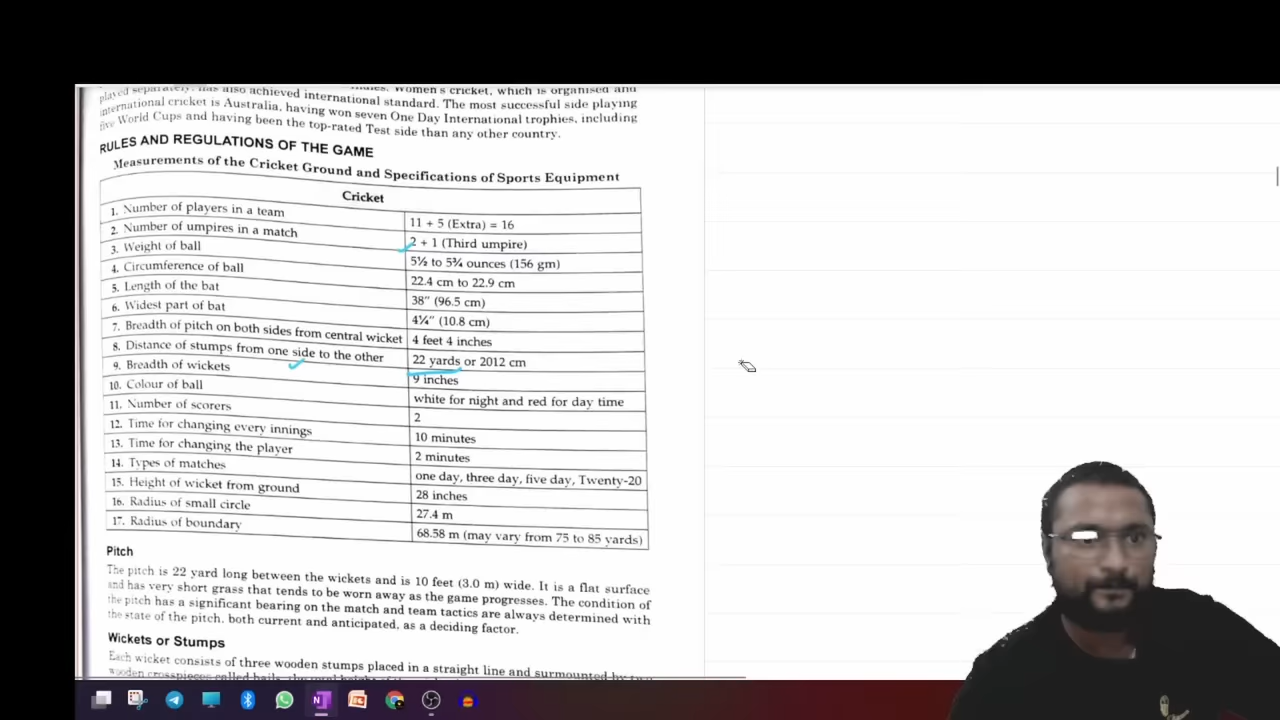 played separately, has also achieved international standard. The most successful side playing
Women's cricket, which is organised and
international cricket is Australia, having won seven One Day International trophies, including
five World Cups and having been the top-rated Test side than any other country.
RULES AND REGULATIONS OF THE GAME
Measurements of the Cricket Ground and Specifications of Sports Equipment
Cricket
1. Number of players in a team 11 + 5 (Extra) = 16
2. Number of umpires in a match 2 + 1 (Third umpire)
3. Weight of ball 5½ to 5¾ ounces (156 gm)
4. Circumference of ball 22.4 cm to 22.9 cm
5. Length of the bat 38" (96.5 cm)
6. Widest part of bat 4¼" (10.8 cm)
7. Breadth of pitch on both sides from central wicket 4 feet 4 inches
8. Distance of stumps from one side to the other 22 yards or 2012 cm
9. Breadth of wickets 9 inches
10. Colour of ball white for night and red for day time
11. Number of scorers 2
12. Time for changing every innings 10 minutes
13. Time for changing the player 2 minutes
14. Types of matches one day, three day, five day, Twenty-20
15. Height of wicket from ground 28 inches
16. Radius of small circle 27.4 m
17. Radius of boundary 68.58 m (may vary from 75 to 85 yards)
Pitch
The pitch is 22 yard long between the wickets and is 10 feet (3.0 m) wide. It is a flat surface
and has very short grass that tends to be worn away as the game progresses. The condition of
the pitch has a significant bearing on the match and team tactics are always determined with
the state of the pitch, both current and anticipated, as a deciding factor.
Wickets or Stumps
Each wicket consists of three wooden stumps placed in a straight line and surmounted by two
wooden crosspieces called bails